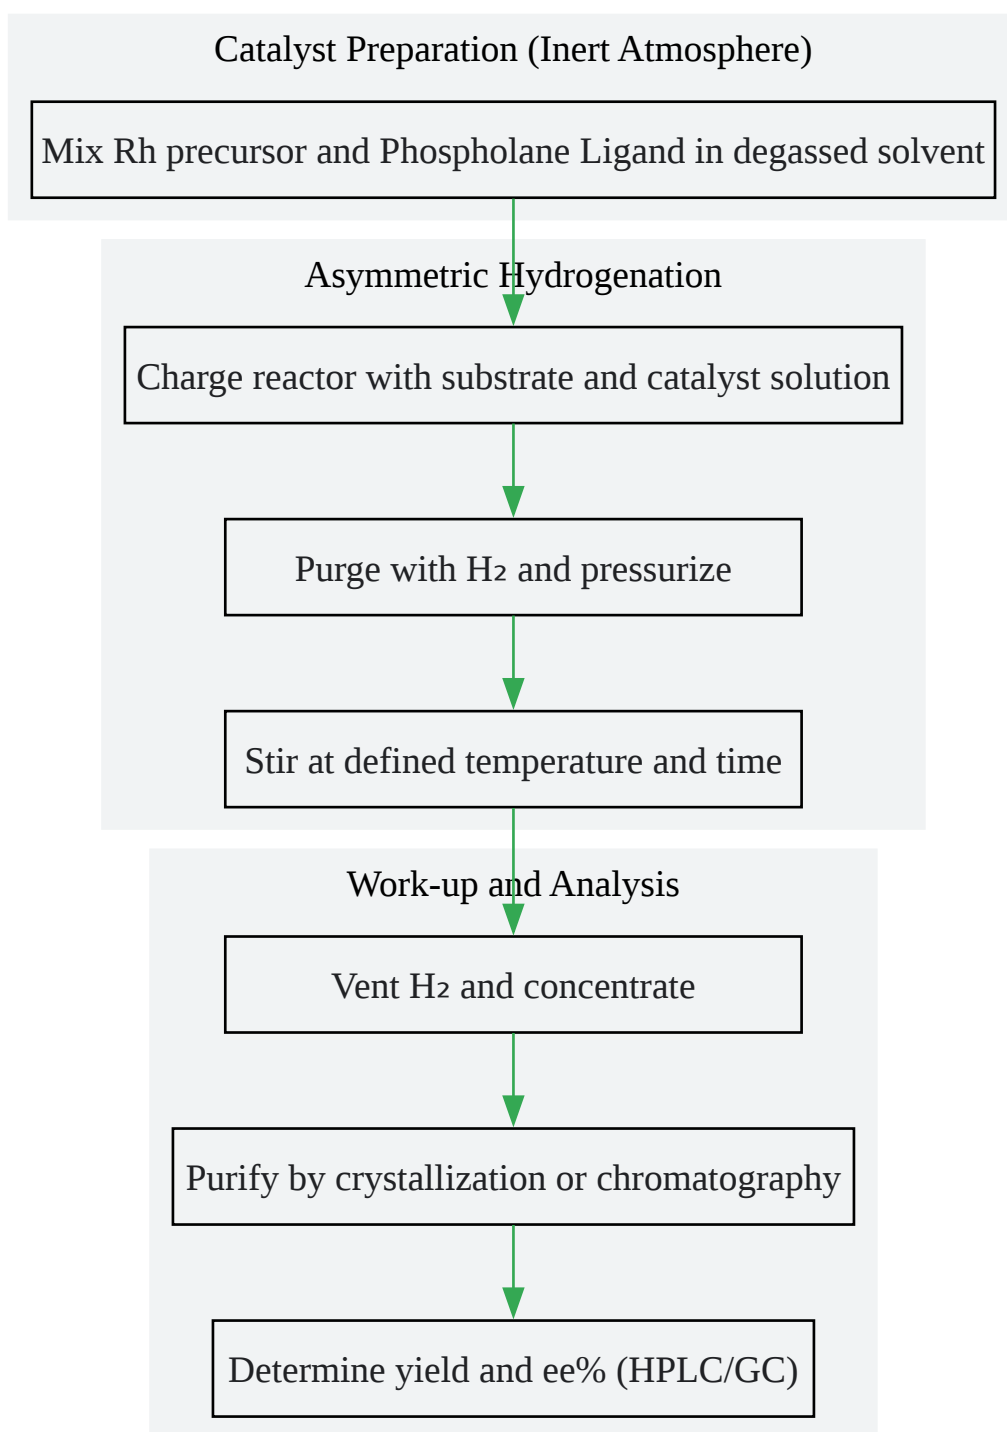 Catalyst Preparation (Inert Atmosphere)
Mix Rh precursor and Phospholane Ligand in degassed solvent
Asymmetric Hydrogenation
Charge reactor with substrate and catalyst solution
Purge with H₂ and pressurize
Stir at defined temperature and time
Work-up and Analysis
Vent H₂ and concentrate
Purify by crystallization or chromatography
Determine yield and ee% (HPLC/GC)